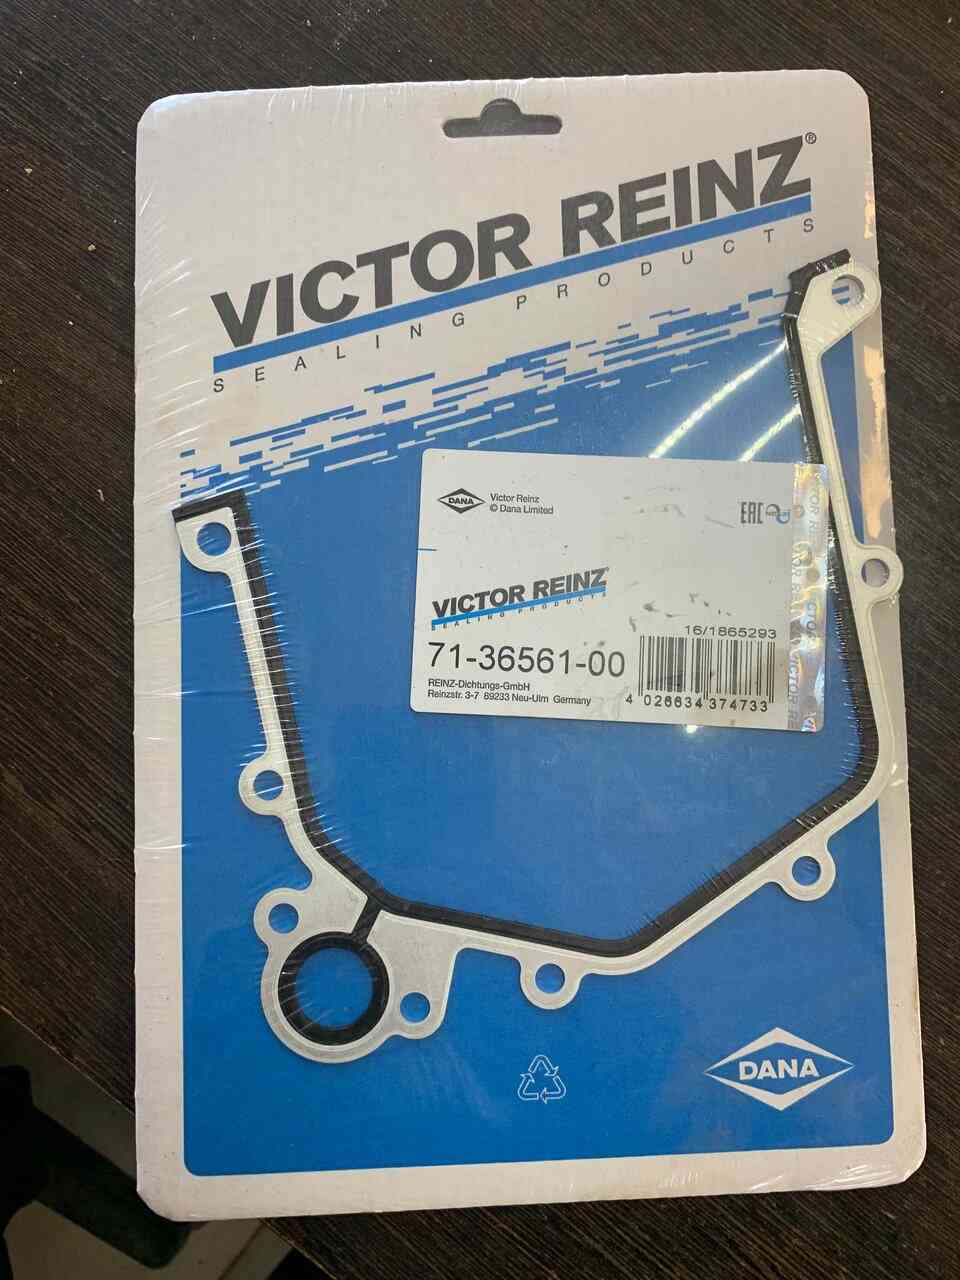 VICTOR REINZ®
SEALING PRODUCTS
DANA
Victor Reinz
© Dana Limited
EAC
VICTOR REINZ®
SEALING PRODUCTS
16/1865293
71-36561-00
REINZ-Dichtungs-GmbH
Reinzstr. 3-7 89233 Neu-Ulm Germany
4 026634 374733
DANA